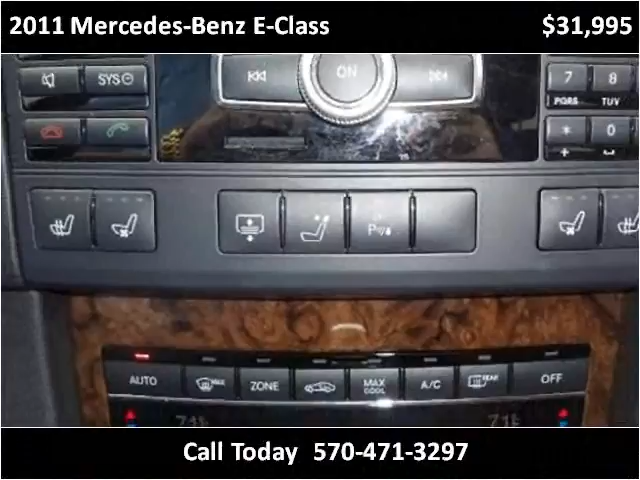 2011 Mercedes-Benz E-Class $31,995
SYS ON 7 8
PQRS TUV
* 0
+
P
AUTO MAX ZONE MAX COOL A/C REAR OFF
Call Today 570-471-3297